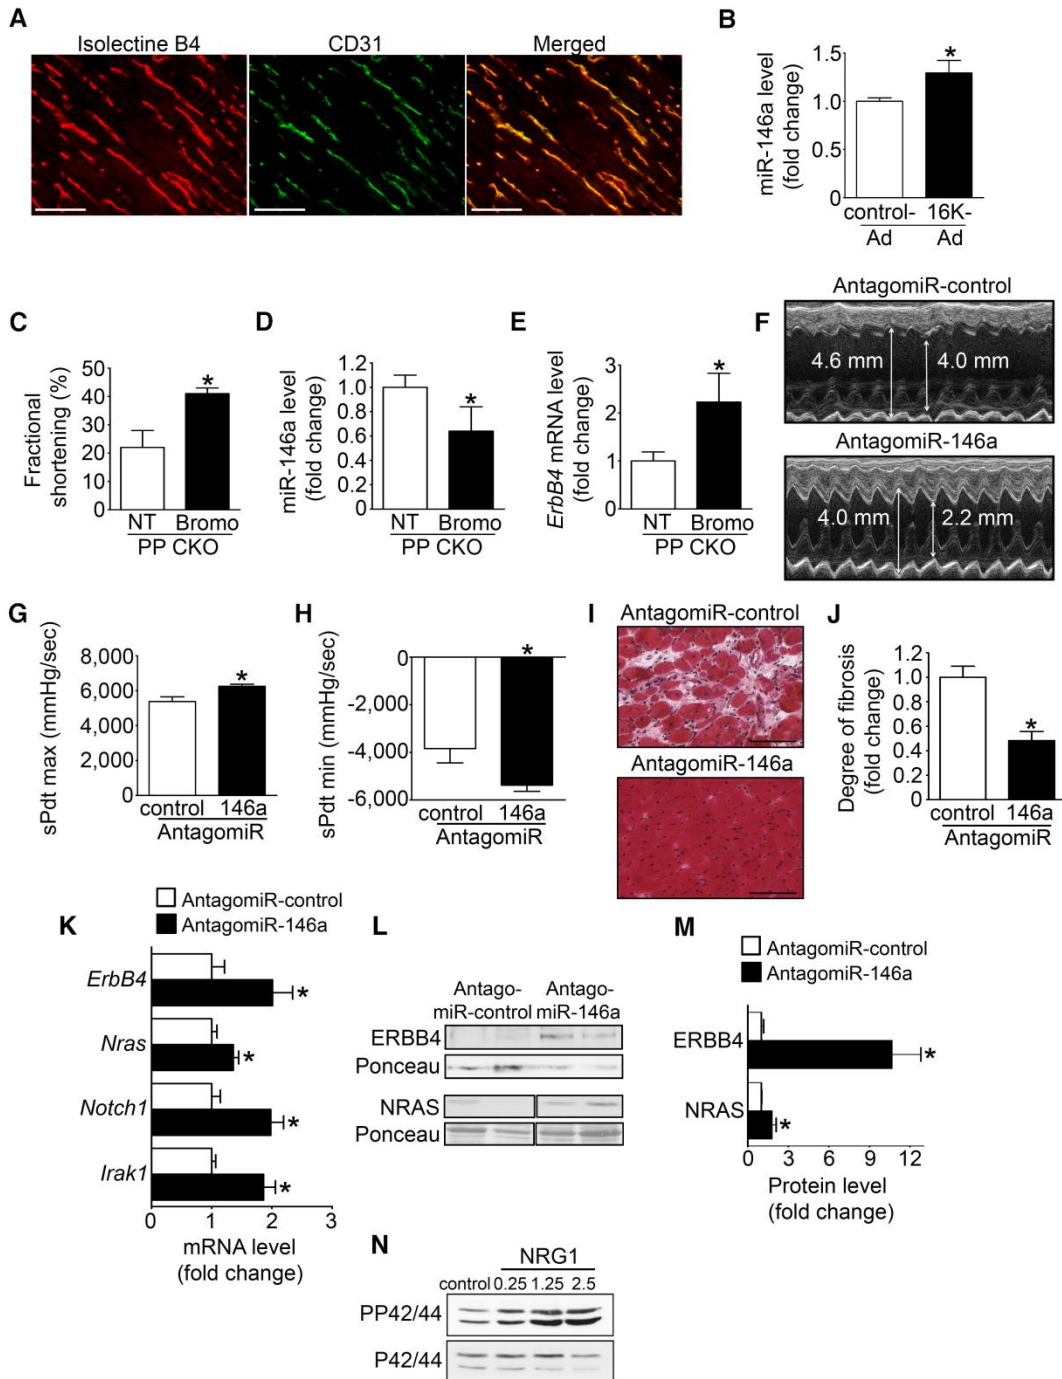 A
Isolectine B4 CD31 Merged
B
miR-146a level
(fold change)
1.5
1.0
1.5
0
*
control- 16K-
Ad Ad
C
Fractional
shortening (%)
50
40
30
20
10
0
*
NT Bromo
PP CKO
D
miR-146a level
(fold change)
1.2
1.0
0.8
0.6
0.4
0.2
0
*
NT Bromo
PP CKO
E
ErbB4 mRNA level
(fold change)
3
2
1
0
*
NT Bromo
PP CKO
F
AntagomiR-control
4.6 mm 4.0 mm
AntagomiR-146a
4.0 mm 2.2 mm
G
sPdt max (mmHg/sec)
8,000
6,000
4,000
2,000
0
*
control 146a
AntagomiR
H
sPdt min (mmHg/sec)
0
-2,000
-4,000
-6,000
*
control 146a
AntagomiR
I
AntagomiR-control
AntagomiR-146a
J
Degree of fibrosis
(fold change)
1.2
1.0
0.8
0.6
0.4
0.2
0
*
control 146a
AntagomiR
K
AntagomiR-control
AntagomiR-146a
ErbB4 *
Nras *
Notch1 *
Irak1 *
0 1 2 3
mRNA level
(fold change)
L
Antago- Antago-
miR-control miR-146a
ERBB4
Ponceau
NRAS
Ponceau
M
AntagomiR-control
AntagomiR-146a
ERBB4 *
NRAS *
0 3 6 9 12
Protein level
(fold change)
N
NRG1
control 0.25 1.25 2.5
PP42/44
P42/44